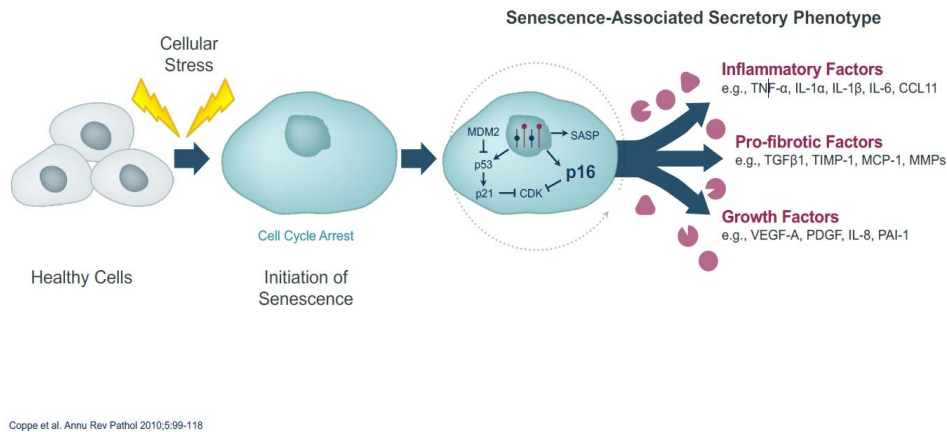 Senescence-Associated Secretory Phenotype
Cellular
Stress
Inflammatory Factors
e.g., TNF-α, IL-1α, IL-1β, IL-6, CCL11
MDM2
SASP
p53
p16
p21
CDK
Pro-fibrotic Factors
e.g., TGFβ1, TIMP-1, MCP-1, MMPs
Growth Factors
e.g., VEGF-A, PDGF, IL-8, PAI-1
Cell Cycle Arrest
Healthy Cells
Initiation of
Senescence
Coppe et al. Annu Rev Pathol 2010;5:99-118